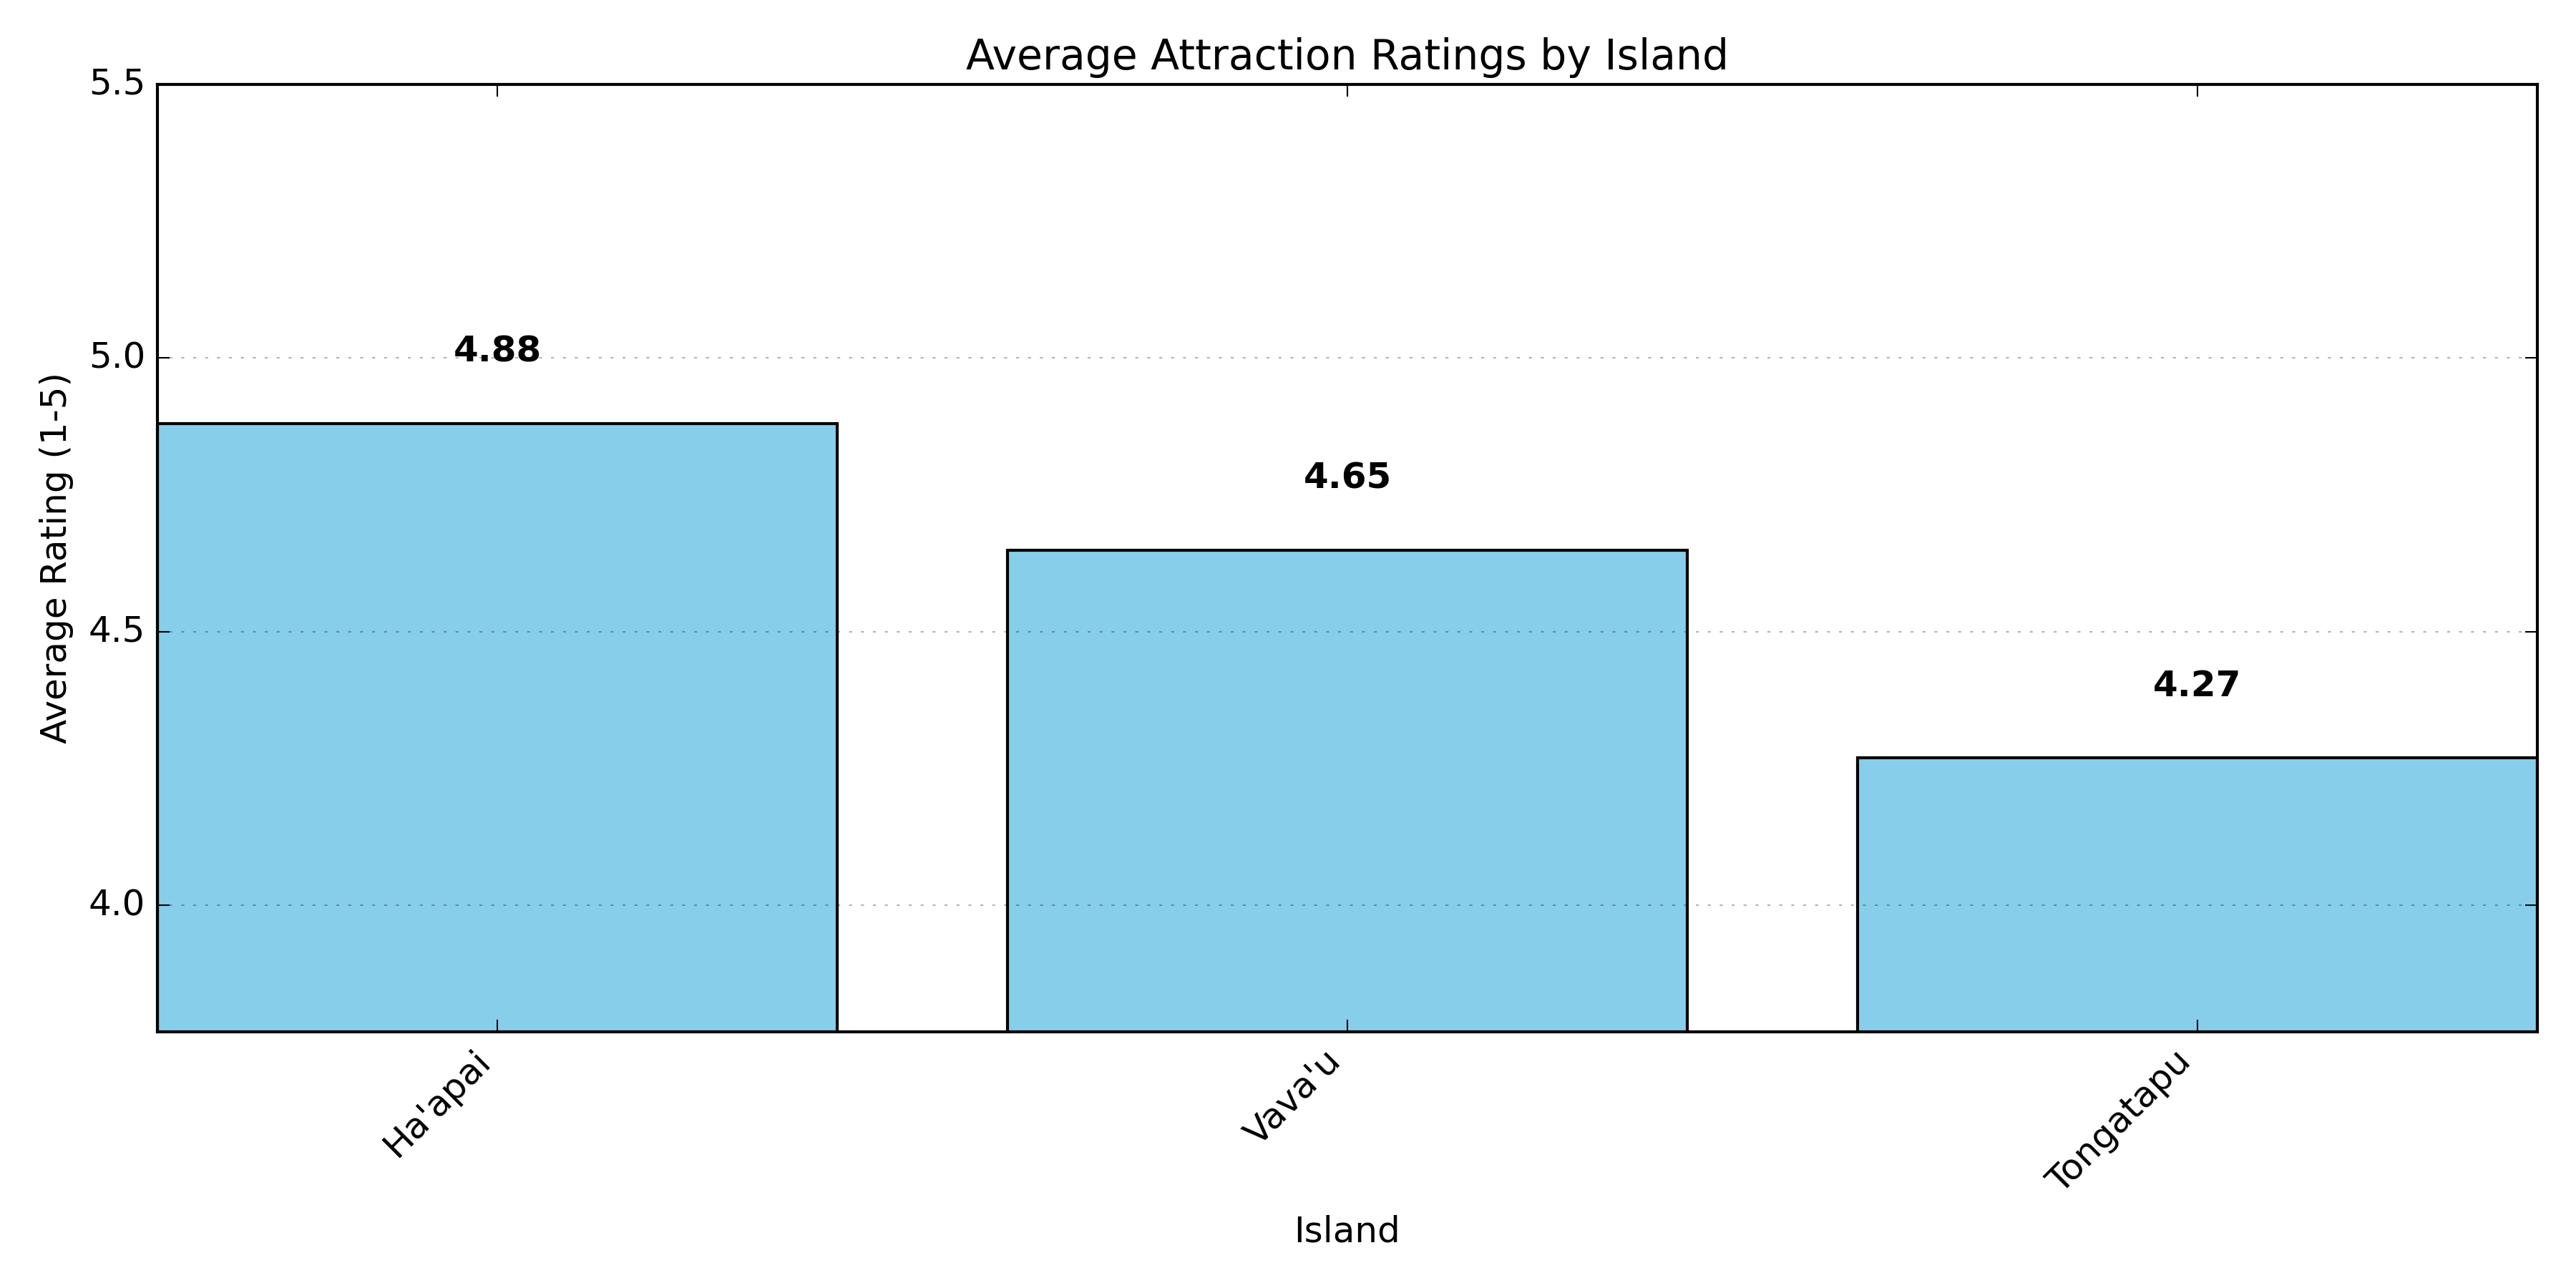 Average Attraction Ratings by Island
5.5
5.0
4.5
4.0
Average Rating (1-5)
4.88
4.65
4.27
Ha'apai
Vava'u
Tongatapu
Island